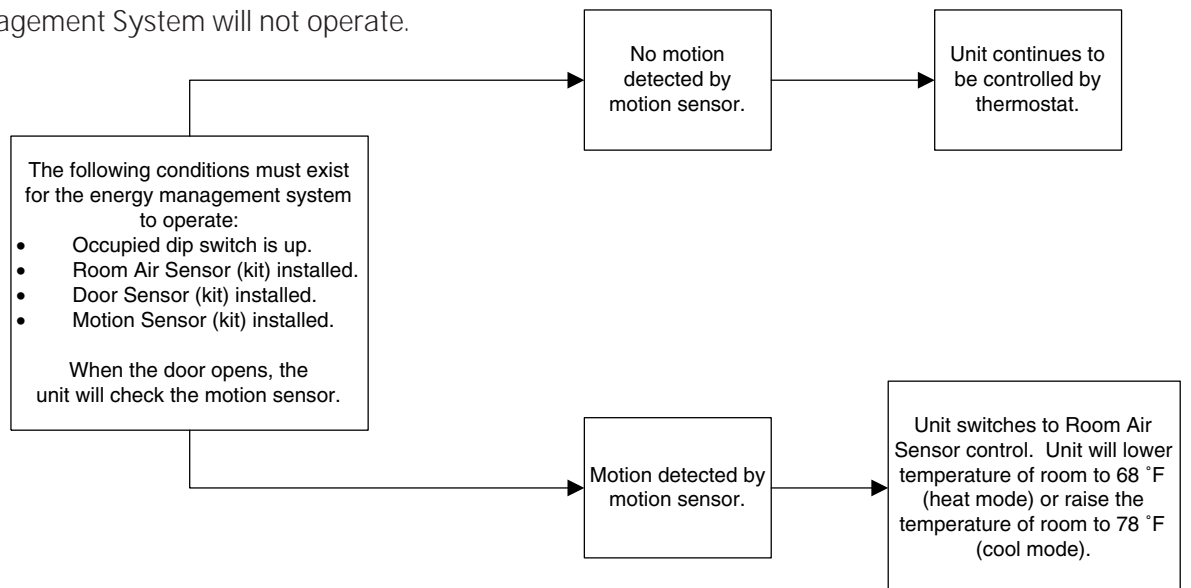 agement System will not operate.
No motion
detected by
motion sensor.
Unit continues to
be controlled by
thermostat.
The following conditions must exist
for the energy management system
to operate:
• Occupied dip switch is up.
• Room Air Sensor (kit) installed.
• Door Sensor (kit) installed.
• Motion Sensor (kit) installed.
When the door opens, the
unit will check the motion sensor.
Motion detected by
motion sensor.
Unit switches to Room Air
Sensor control. Unit will lower
temperature of room to 68 ˚F
(heat mode) or raise the
temperature of room to 78 ˚F
(cool mode).